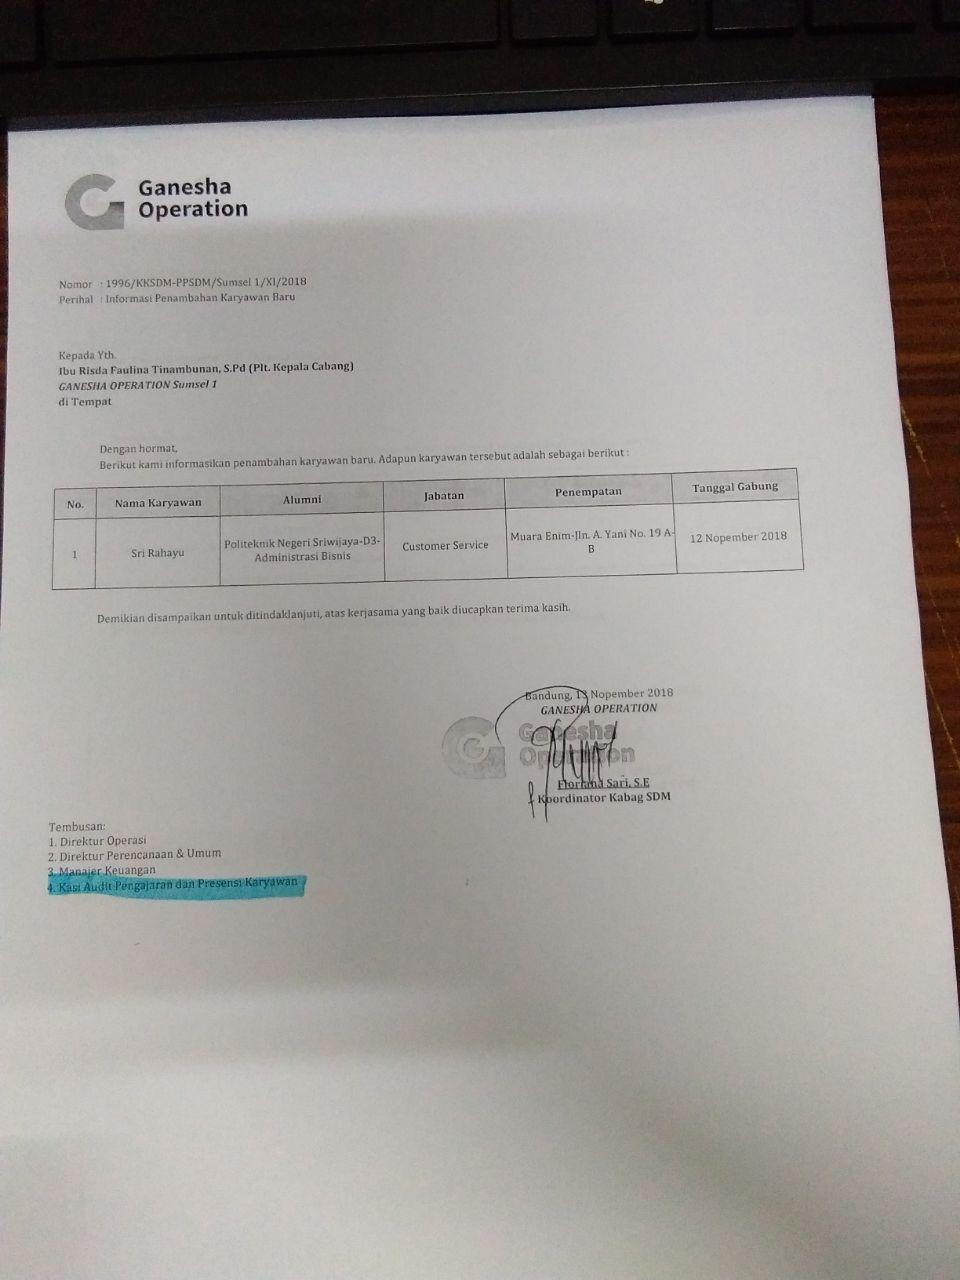 Ganesha
Operation
Nomor : 1996/KKSDM-PPSDM/Sumsel 1/XI/2018
Perihal : Informasi Penambahan Karyawan Baru
Kepada Yth.
Ibu Risda Faulina Tinambunan, S.Pd (Plt. Kepala Cabang)
GANESHA OPERATION Sumsel 1
di Tempat
Dengan hormat,
Berikut kami informasikan penambahan karyawan baru. Adapun karyawan tersebut adalah sebagai berikut :
No. Nama Karyawan Alumni Jabatan Penempatan Tanggal Gabung
1 Sri Rahayu Politeknik Negeri Sriwijaya-D3- Customer Service Muara Enim-Jln. A. Yani No. 19 A- 12 Nopember 2018
Administrasi Bisnis B
Demikian disampaikan untuk ditindaklanjuti, atas kerjasama yang baik diucapkan terima kasih.
Bandung, 13 Nopember 2018
GANESHA OPERATION
Ganesha
Operation
Sari, S.E
Koordinator Kabag SDM
Tembusan:
1. Direktur Operasi
2. Direktur Perencanaan & Umum
3. Manajer Keuangan
4. Kasi Audit Pengajaran dan Presensi Karyawan